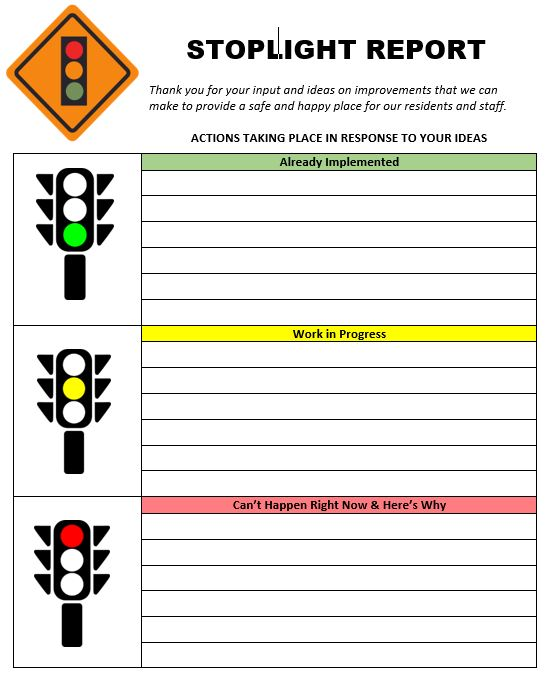 STOPLIGHT REPORT
Thank you for your input and ideas on improvements that we can
make to provide a safe and happy place for our residents and staff.
ACTIONS TAKING PLACE IN RESPONSE TO YOUR IDEAS
Already Implemented
Work in Progress
Can’t Happen Right Now & Here’s Why